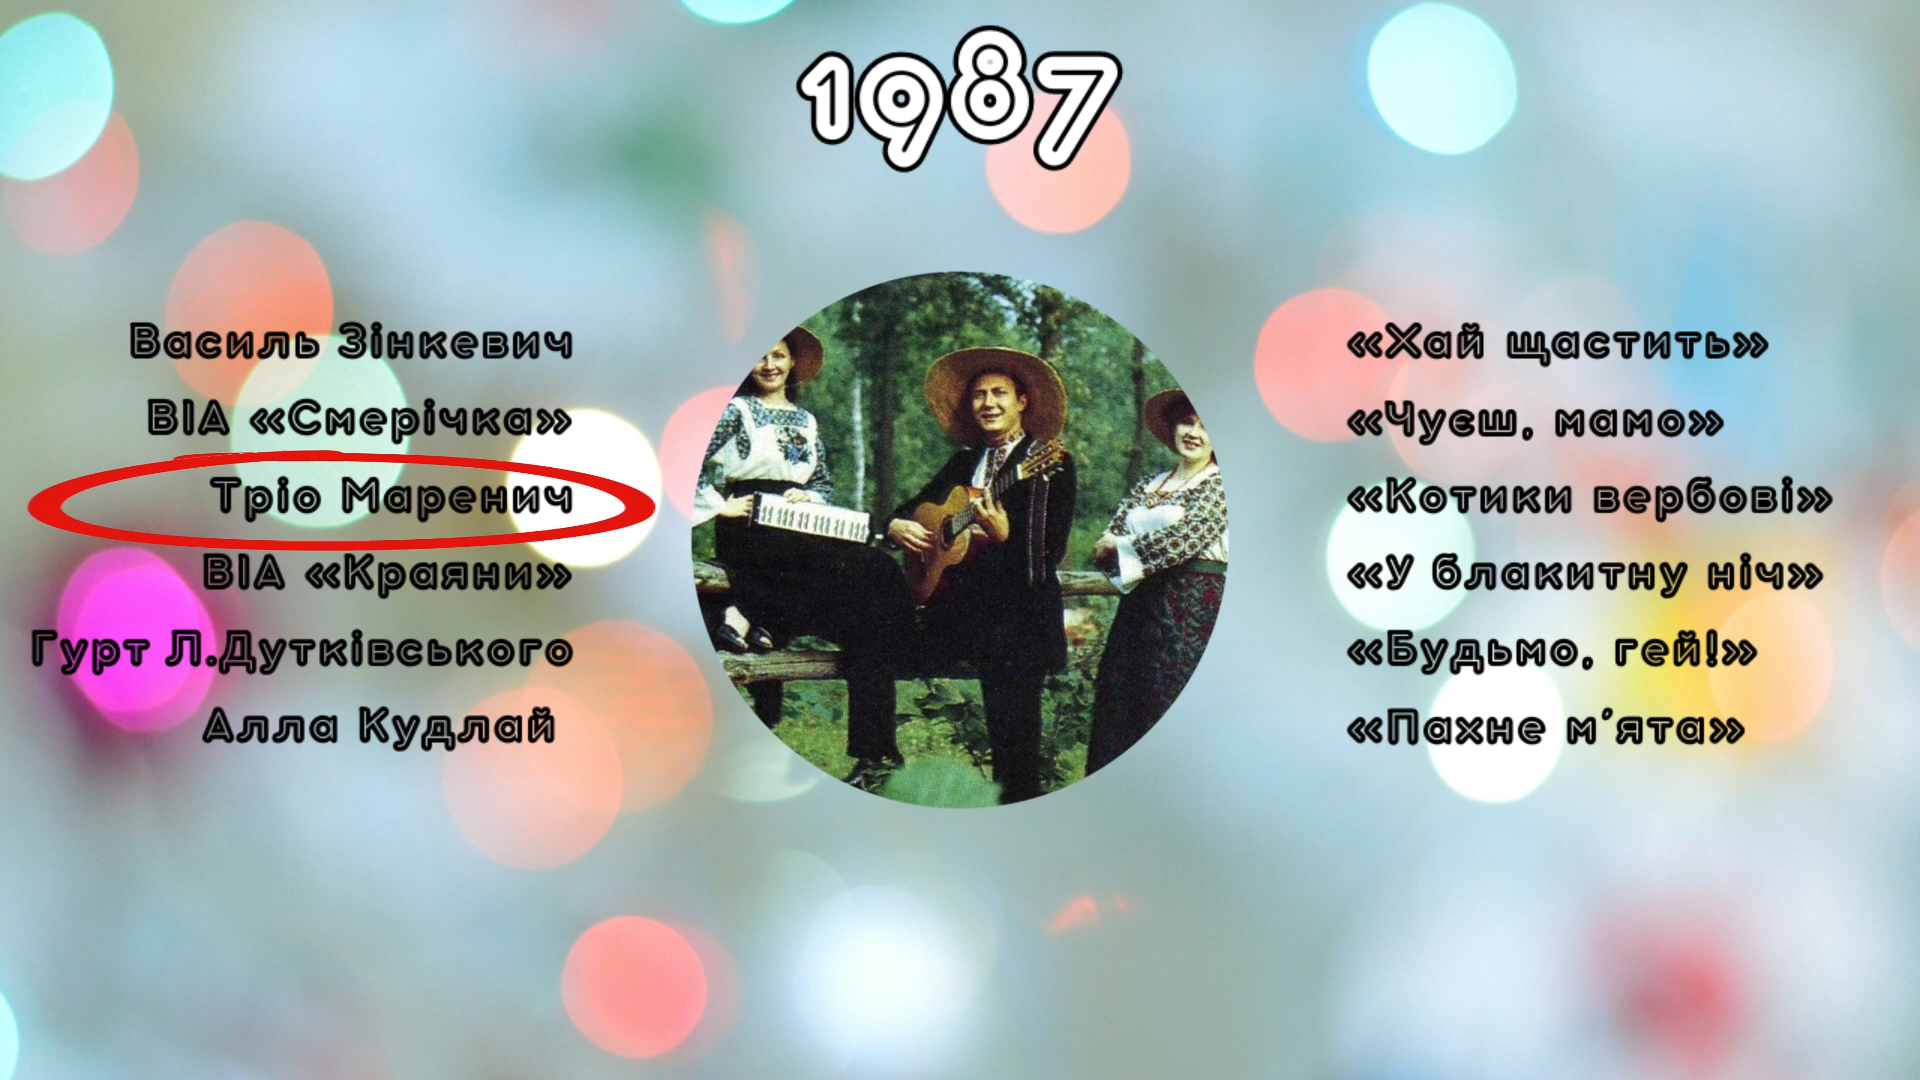 1987
Василь Зінкевич
ВІА «Смерічка»
Тріо Маренич
ВІА «Краяни»
Гурт Л.Дутківського
Алла Кудлай
«Хай щастить»
«Чуєш, мамо»
«Котики вербові»
«У блакитну ніч»
«Будьмо, гей!»
«Пахне м’ята»